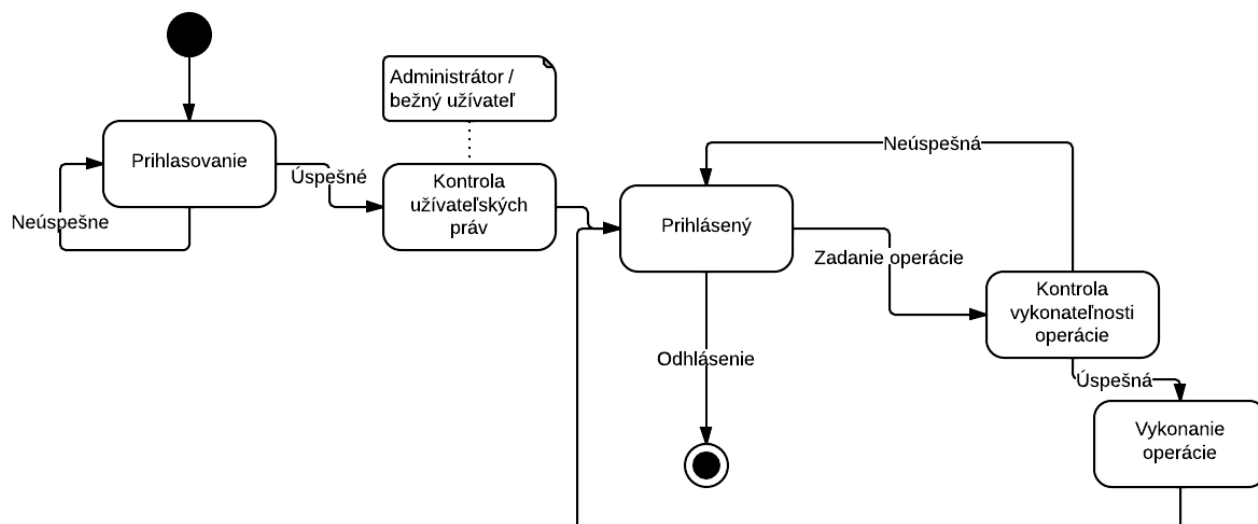 Administrátor /
bežný užívateľ
Prihlasovanie
Úspešné
Neúspešne
Kontrola
užívateľských
práv
Neúspešná
Prihlásený
Zadanie operácie
Kontrola
vykonateľnosti
operácie
Odhlásenie
Úspešná
Vykonanie
operácie